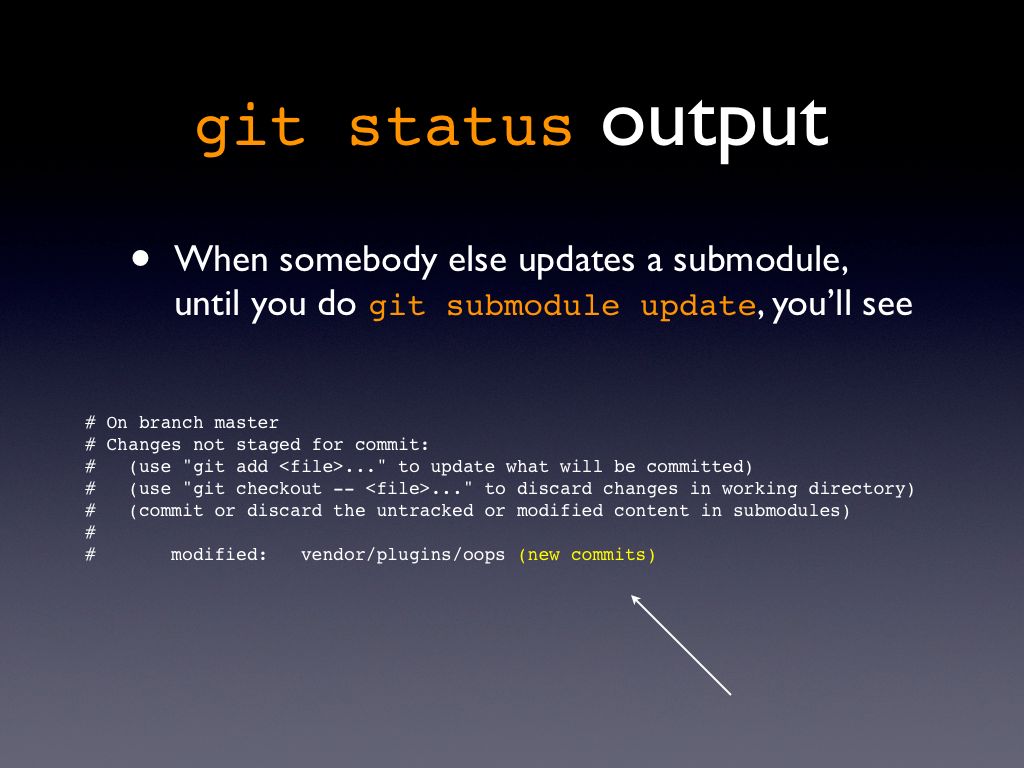 git status output
• When somebody else updates a submodule,
until you do git submodule update, you’ll see
# On branch master
# Changes not staged for commit:
#   (use "git add <file>..." to update what will be committed)
#   (use "git checkout -- <file>..." to discard changes in working directory)
#   (commit or discard the untracked or modified content in submodules)
#
#       modified:   vendor/plugins/oops (new commits)